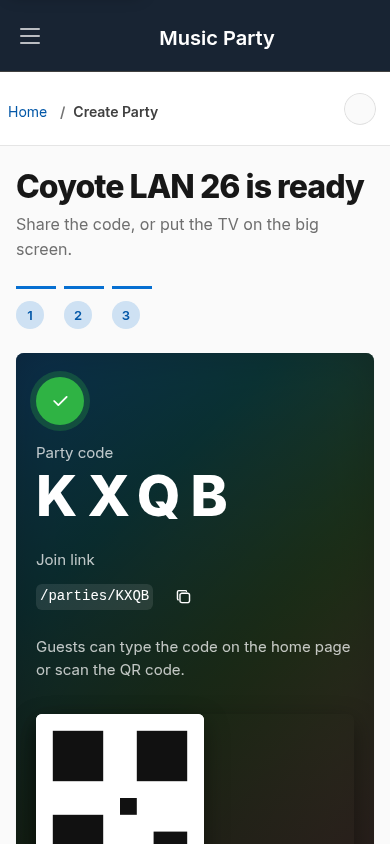 Music Party
Home / Create Party
Coyote LAN 26 is ready
Share the code, or put the TV on the big
screen.
1 2 3
Party code
KXQB
Join link
/parties/KXQB
Guests can type the code on the home page
or scan the QR code.